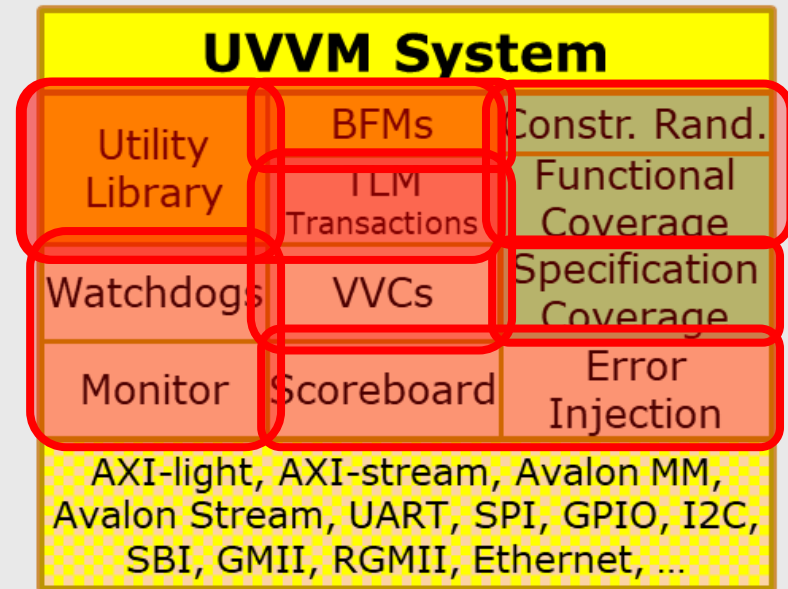 UVVM System
Utility
Library
BFMs
Constr. Rand.
TLM
Transactions
Functional
Coverage
Watchdogs
VVCs
Specification
Coverage
Monitor
Scoreboard
Error
Injection
AXI-light, AXI-stream, Avalon MM,
Avalon Stream, UART, SPI, GPIO, I2C,
SBI, GMII, RGMII, Ethernet, ...